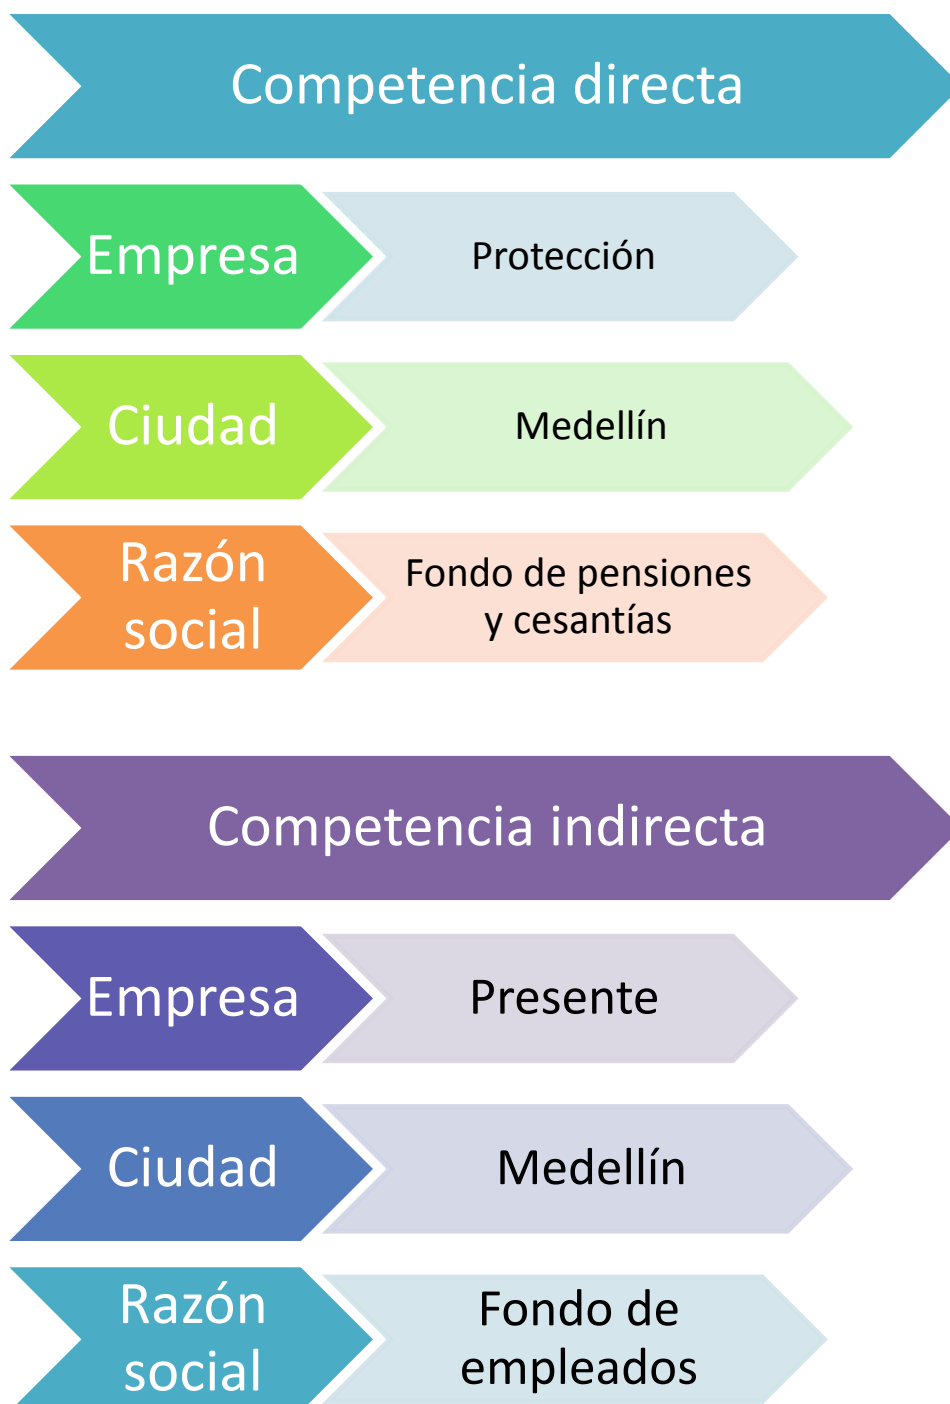 Competencia directa
Empresa
Protección
Ciudad
Medellín
Razón
social
Fondo de pensiones
y cesantías
Competencia indirecta
Empresa
Presente
Ciudad
Medellín
Razón
social
Fondo de
empleados